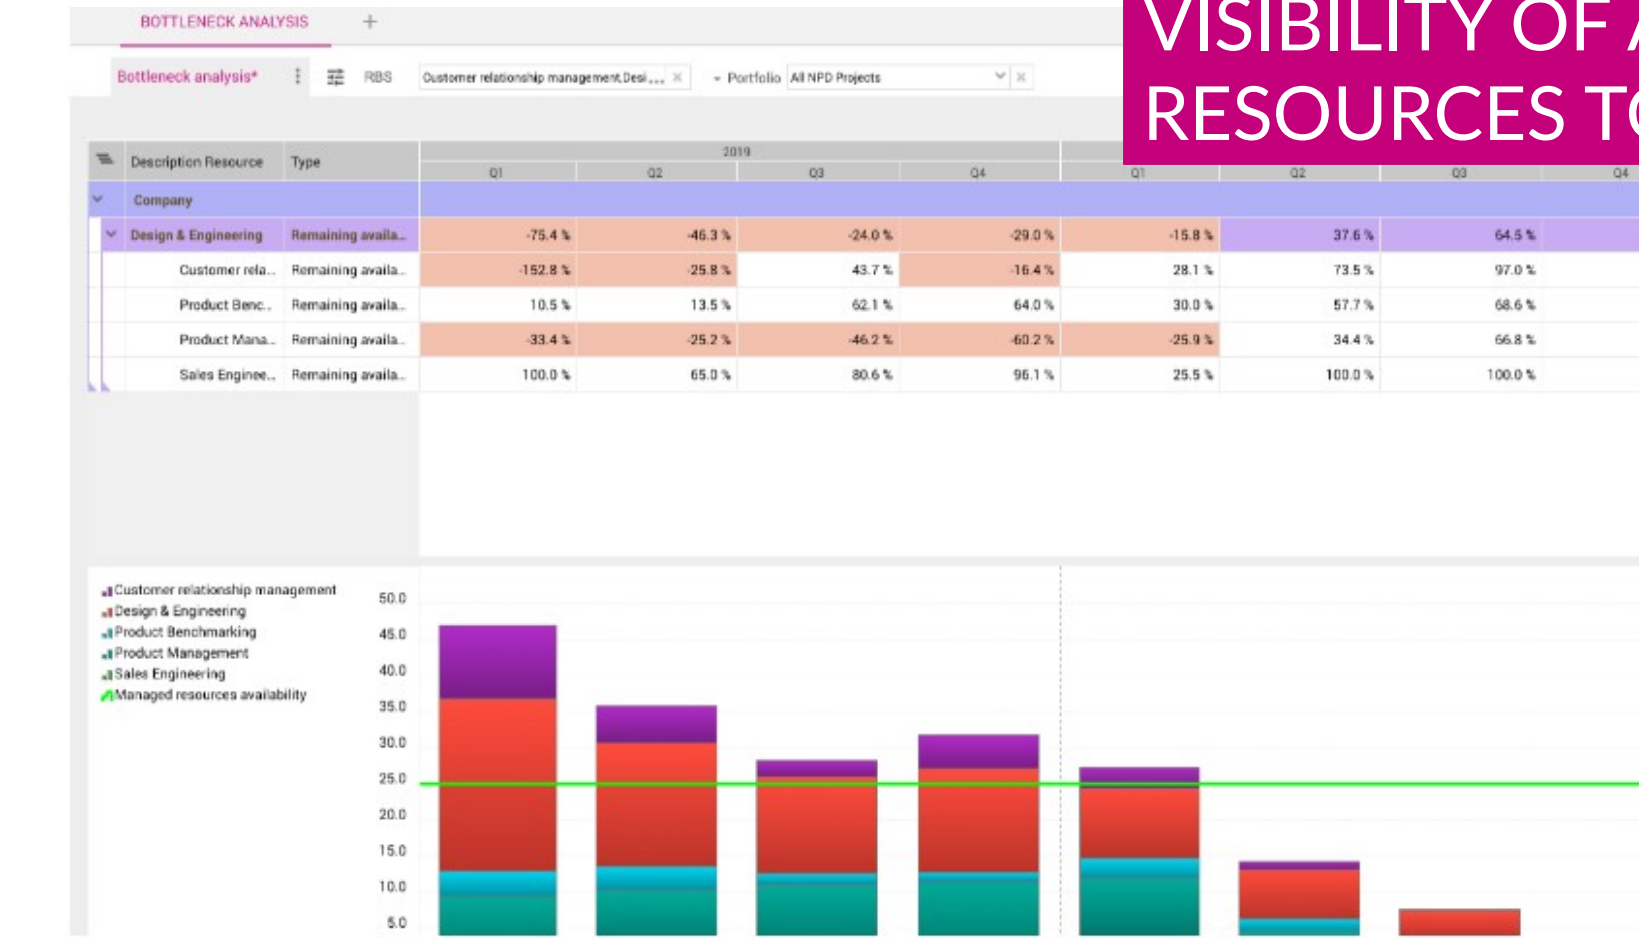 BOTTLENECK ANALYSIS +
VISIBILITY OF A
RESOURCES TO
Bottleneck analysis* RBS Customer relationship management,Desi... × Portfolio All NPD Projects ×
Description Resource Type 2019
Q1 Q2 Q3 Q4 Q1 Q2 Q3 Q4
Company
Design & Engineering Remaining availa... -75.4 % -46.3 % -24.0 % -29.0 % -15.8 % 37.6 % 64.5 %
Customer rela... Remaining availa... -152.8 % -25.8 % 43.7 % -16.4 % 28.1 % 73.5 % 97.0 %
Product Benc... Remaining availa... 10.5 % 13.5 % 62.1 % 64.0 % 30.0 % 57.7 % 68.6 %
Product Mana... Remaining availa... -33.4 % -25.2 % -46.2 % -60.2 % -25.9 % 34.4 % 66.8 %
Sales Enginee... Remaining availa... 100.0 % 65.0 % 80.6 % 96.1 % 25.5 % 100.0 % 100.0 %
Customer relationship management
Design & Engineering
Product Benchmarking
Product Management
Sales Engineering
Managed resources availability
50.0
45.0
40.0
35.0
30.0
25.0
20.0
15.0
10.0
5.0